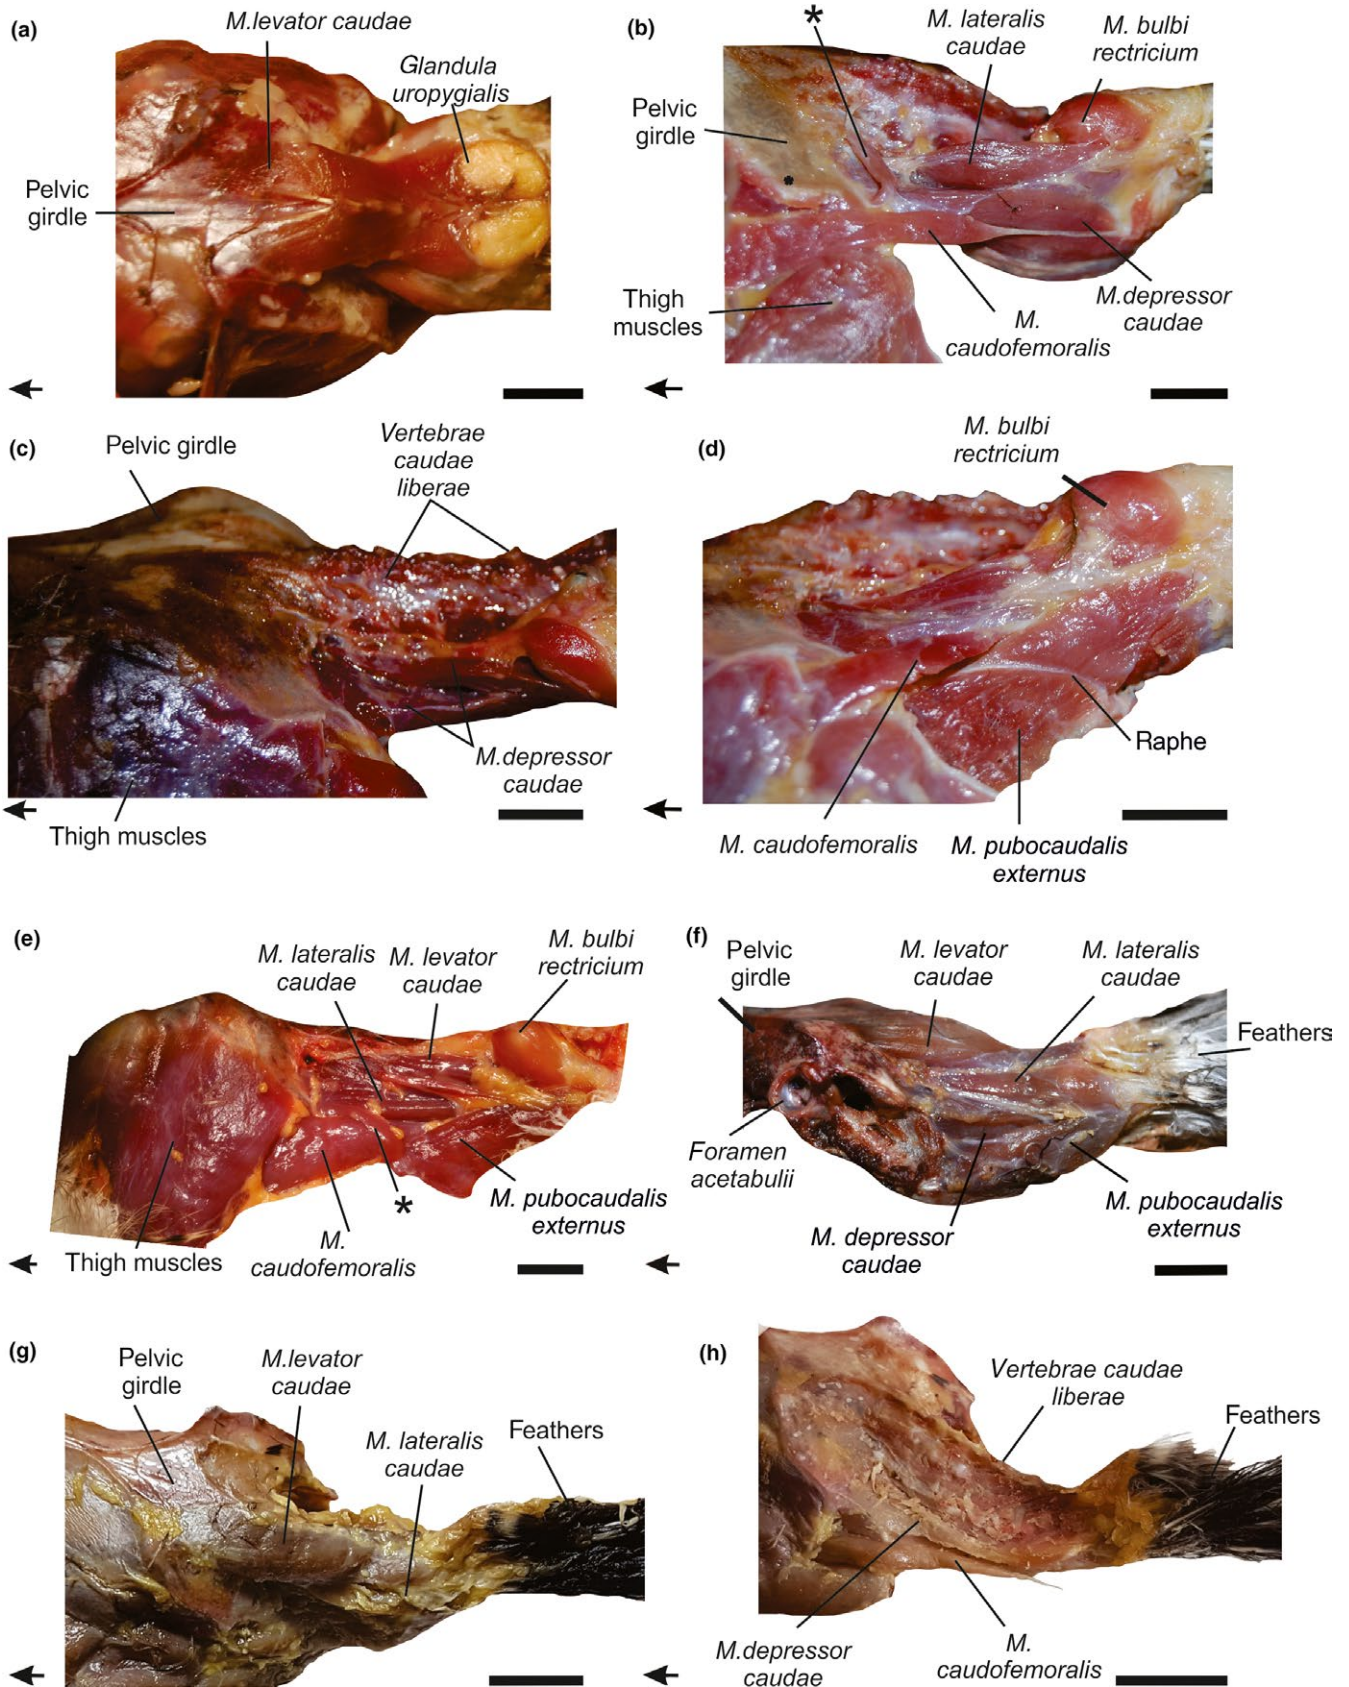 (a)
M.levator caudae
Glandula
uropygialis
Pelvic
girdle
(b)
*
M. lateralis
caudae
M. bulbi
rectricium
Pelvic
girdle
Thigh
muscles
M.
caudofemoralis
M.depressor
caudae
(c)
Pelvic girdle
Vertebrae
caudae
liberae
M.depressor
caudae
Thigh muscles
(d)
M. bulbi
rectricium
Raphe
M. caudofemoralis
M. pubocaudalis
externus
(e)
M. lateralis
caudae
M. levator
caudae
M. bulbi
rectricium
*
M. pubocaudalis
externus
Thigh muscles
M.
caudofemoralis
(f)
Pelvic
girdle
M. levator
caudae
M. lateralis
caudae
Feathers
Foramen
acetabulii
M. depressor
caudae
M. pubocaudalis
externus
(g)
Pelvic
girdle
M.levator
caudae
M. lateralis
caudae
Feathers
(h)
Vertebrae caudae
liberae
Feathers
M.depressor
caudae
M.
caudofemoralis